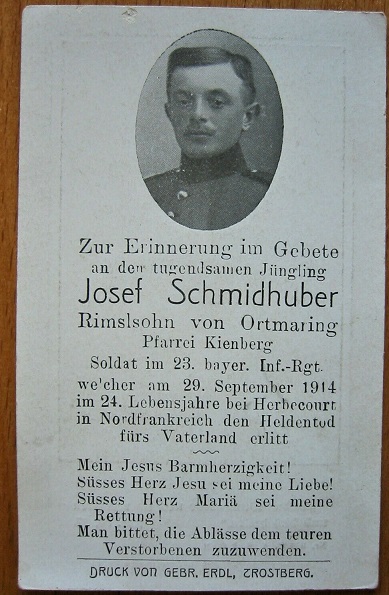 Zur Erinnerung im Gebete
an den tugendsamen Jüngling
Josef Schmidhuber
Rimslsohn von Ortmaring
Pfarrei Kienberg
Soldat im 23. bayer. Inf.-Rgt.
we'cher am 29. September 1914
im 24. Lebensjahre bei Herbecourt
in Nordfrankreich den Heldentod
fürs Vaterland erlitt
Mein Jesus Barmherzigkeit!
Süsses Herz Jesu sei meine Liebe!
Süsses Herz Mariä sei meine
Rettung!
Man bittet, die Ablässe dem teuren
Verstorbenen zuzuwenden.
DRUCK VON GEBR. ERDL, TROSTBERG.